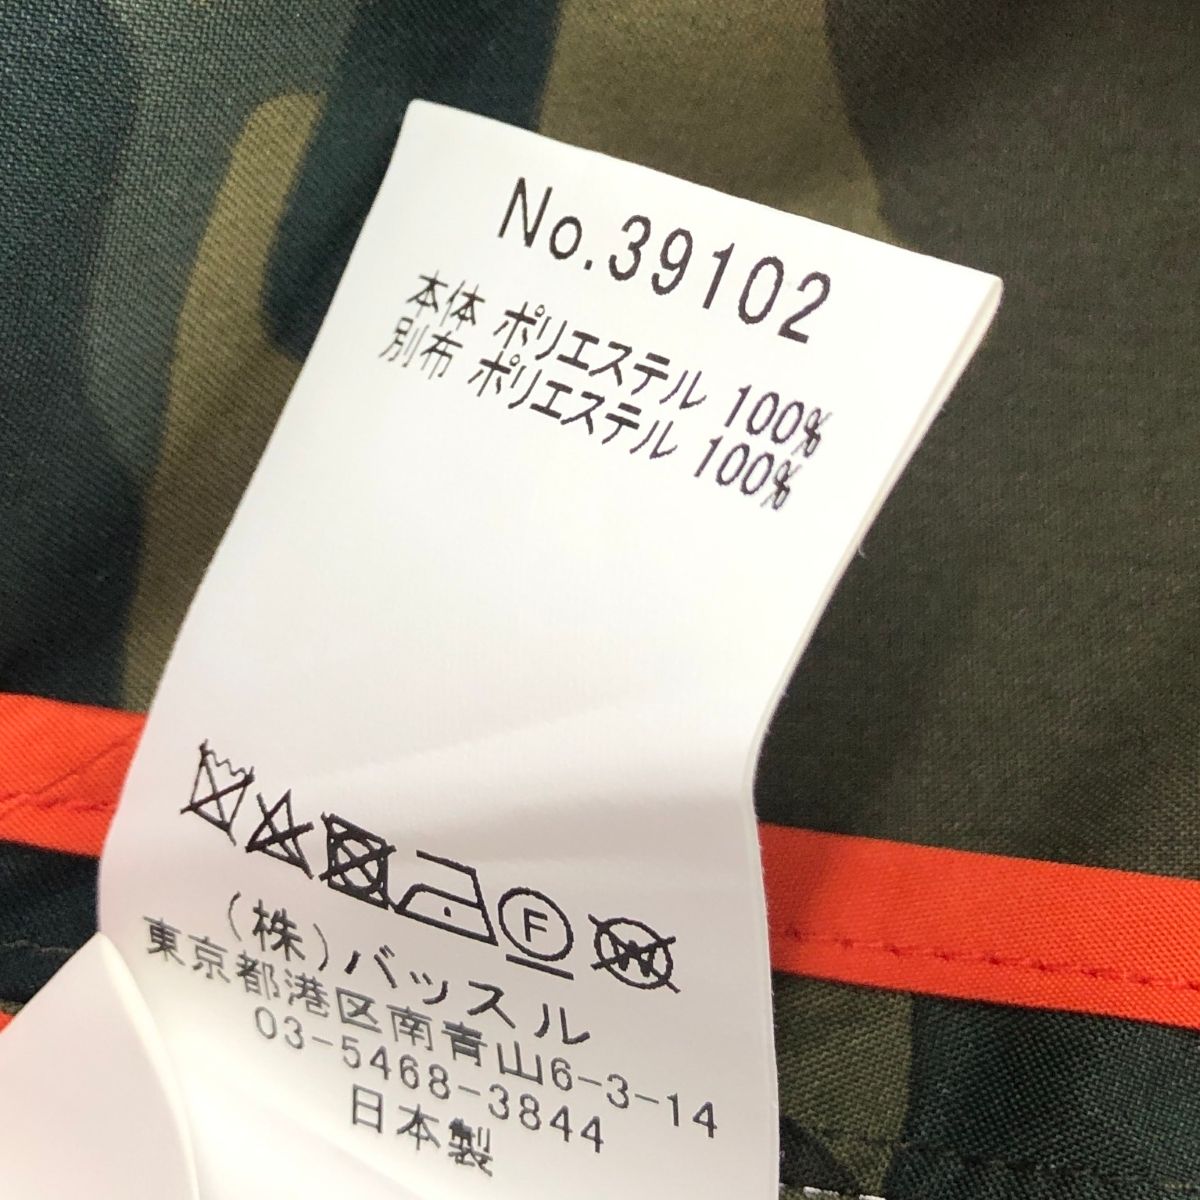 No.39102
本体 ポリエステル 100%
別布 ポリエステル 100%
F
W
(株)バッスル
東京都港区南青山6-3-14
03-5468-3844
日本製